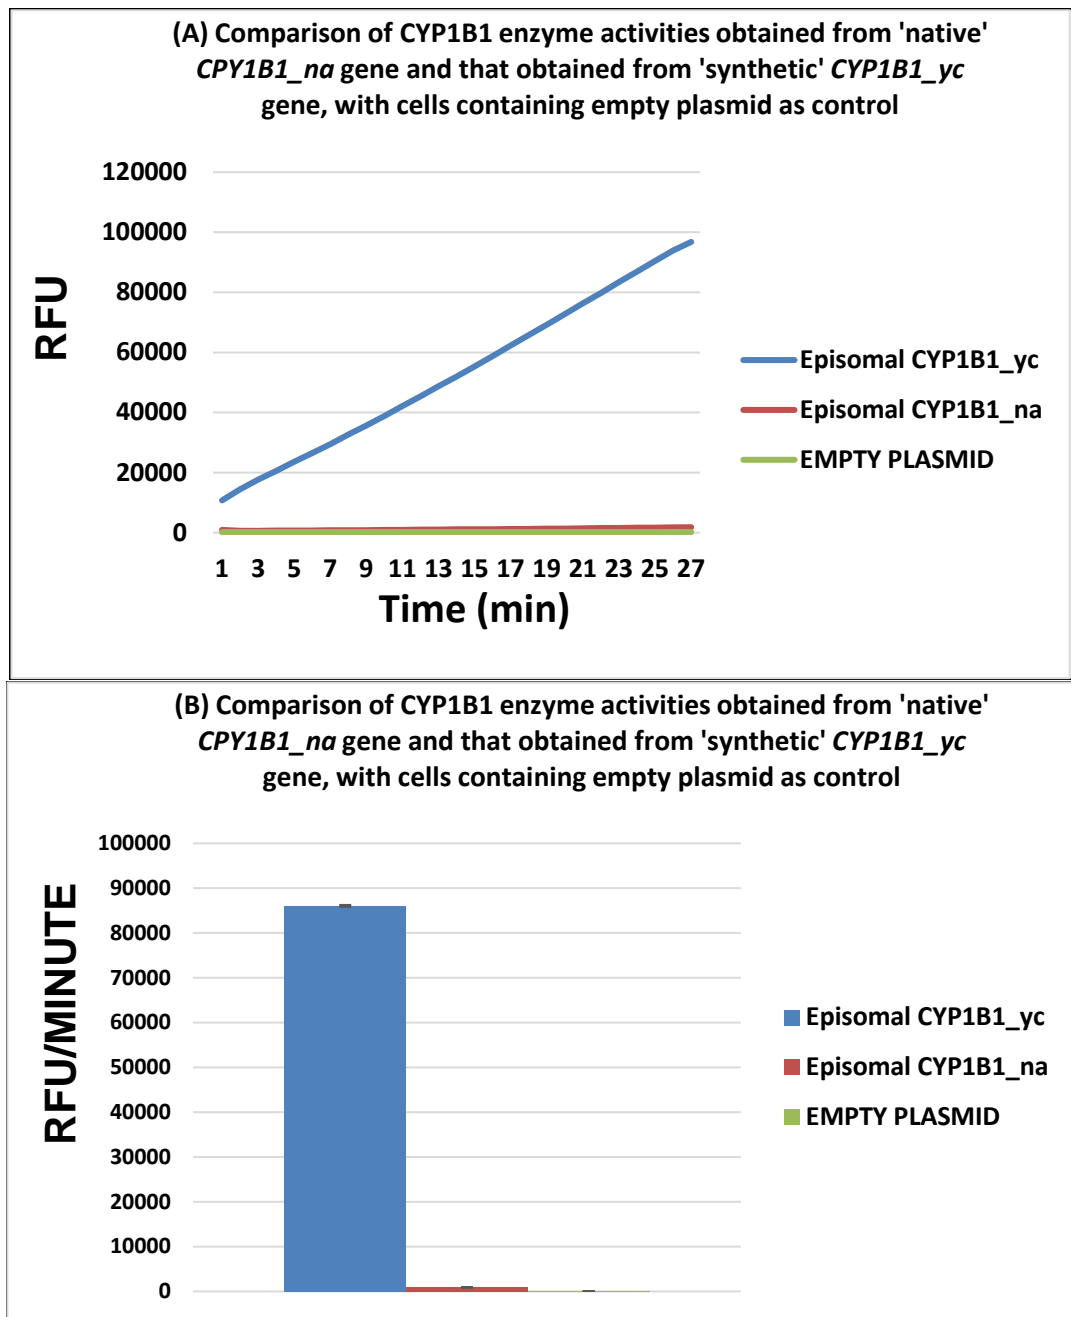 (A) Comparison of CYP1B1 enzyme activities obtained from 'native'
CPY1B1_na gene and that obtained from 'synthetic' CYP1B1_yc
gene, with cells containing empty plasmid as control
120000
100000
80000
60000
40000
20000
0
RFU
1 3 5 7 9 11 13 15 17 19 21 23 25 27
Time (min)
Episomal CYP1B1_yc
Episomal CYP1B1_na
EMPTY PLASMID
(B) Comparison of CYP1B1 enzyme activities obtained from 'native'
CPY1B1_na gene and that obtained from 'synthetic' CYP1B1_yc
gene, with cells containing empty plasmid as control
100000
90000
80000
70000
60000
50000
40000
30000
20000
10000
0
RFU/MINUTE
Episomal CYP1B1_yc
Episomal CYP1B1_na
EMPTY PLASMID